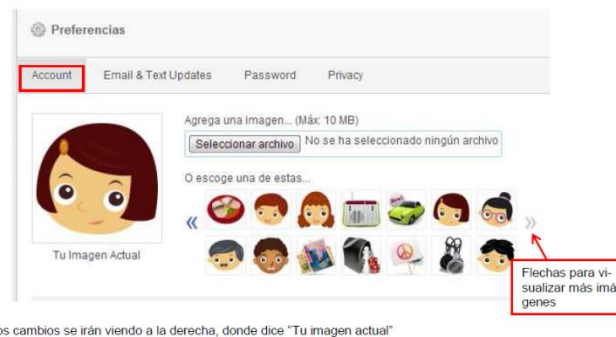 Preferencias
Account Email & Text Updates Password Privacy
Agrega una imagen... (Máx: 10 MB)
Seleccionar archivo No se ha seleccionado ningún archivo
O escoge una de estas...
« »
Tu Imagen Actual
Flechas para vi-
sualizar más imá
genes
os cambios se irán viendo a la derecha, donde dice "Tu imagen actual"